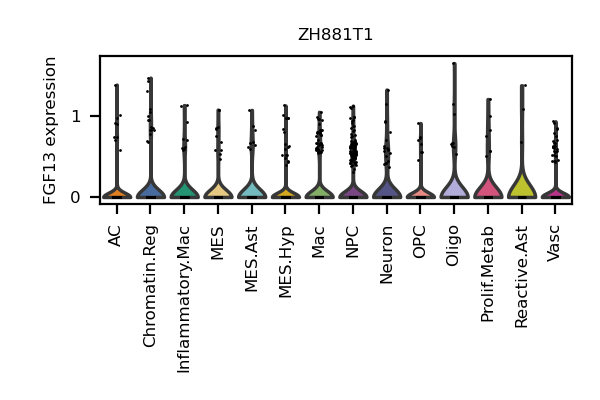 ZH881T1
FGF13 expression
1
0
AC
Chromatin.Reg
Inflammatory.Mac
MES
MES.Ast
MES.Hyp
Mac
NPC
Neuron
OPC
Oligo
Prolif.Metab
Reactive.Ast
Vasc